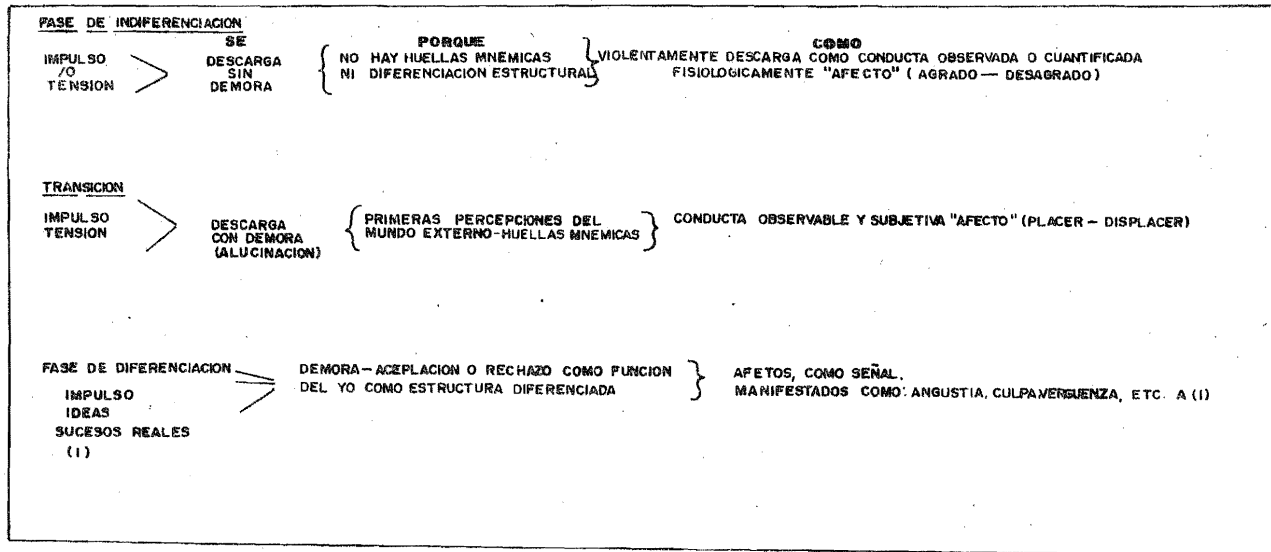 FASE DE INDIFERENCIACION
SE PORQUE COMO
IMPULSO DESCARGA NO HAY HUELLAS MNEMICAS VIOLENTAMENTE DESCARGA COMO CONDUCTA OBSERVADA O CUANTIFICADA
/O SIN NI DIFERENCIACION ESTRUCTURAL FISIOLOGICAMENTE "AFECTO" ( AGRADO — DESAGRADO )
TENSION DEMORA
TRANSICION
IMPULSO DESCARGA PRIMERAS PERCEPCIONES DEL CONDUCTA OBSERVABLE Y SUBJETIVA "AFECTO" (PLACER — DISPLACER)
TENSION CON DEMORA MUNDO EXTERNO-HUELLAS MNEMICAS
(ALUCINACION)
FASE DE DIFERENCIACION DEMORA — ACEPLACION O RECHAZO COMO FUNCION AFETOS, COMO SEÑAL.
IMPULSO DEL YO COMO ESTRUCTURA DIFERENCIADA MANIFESTADOS COMO: ANGUSTIA, CULPA, VERGUENZA, ETC. A (I)
IDEAS
SUCESOS REALES
(I)